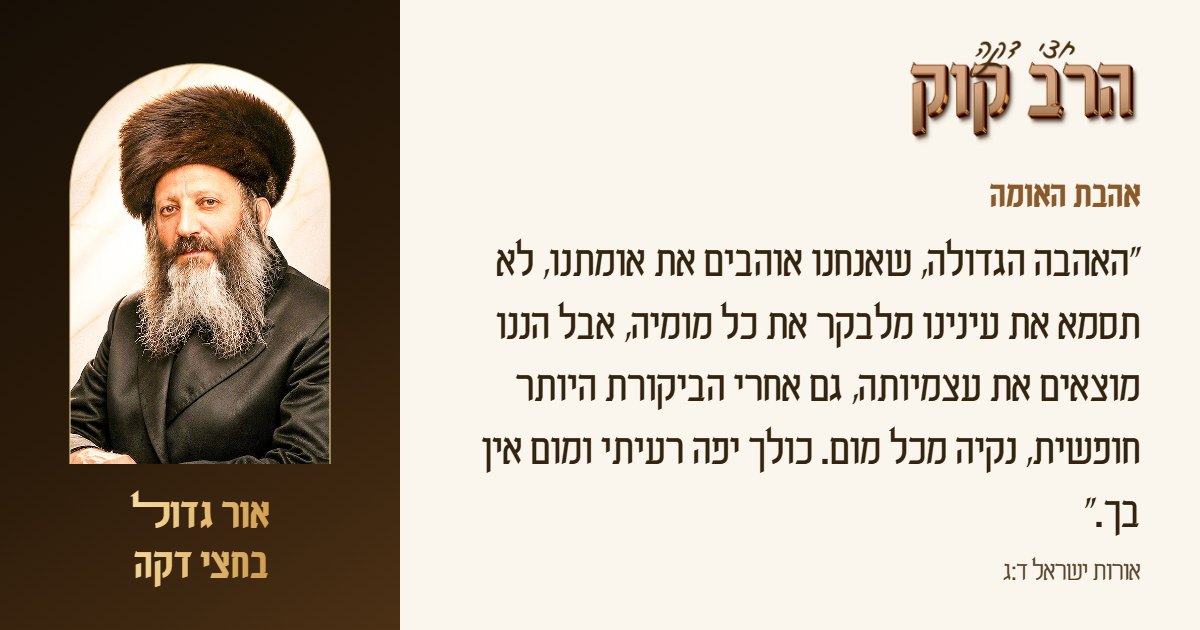 חצי דקה
הרב קוק
אהבת האומה
"האהבה הגדולה, שאנחנו אוהבים את אומתנו, לא
תסמא את עינינו מלבקר את כל מומיה, אבל הננו
מוצאים את עצמיותה, גם אחרי הביקורת היותר
חופשית, נקיה מכל מום. כולך יפה רעיתי ומום אין
בך."
אורות ישראל ד:ג
אור גדול
בחצי דקה